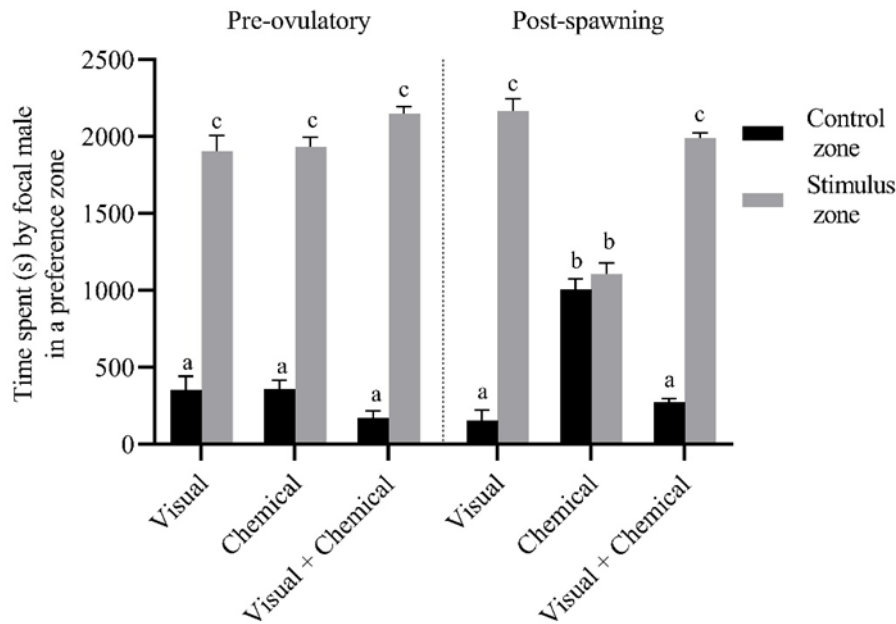 Pre-ovulatory
Post-spawning
Time spent (s) by focal male
in a preference zone
2500
2000
1500
1000
500
0
a
c
a
c
a
c
a
c
b
b
a
c
Visual
Chemical
Visual + Chemical
Visual
Chemical
Visual + Chemical
Control
zone
Stimulus
zone